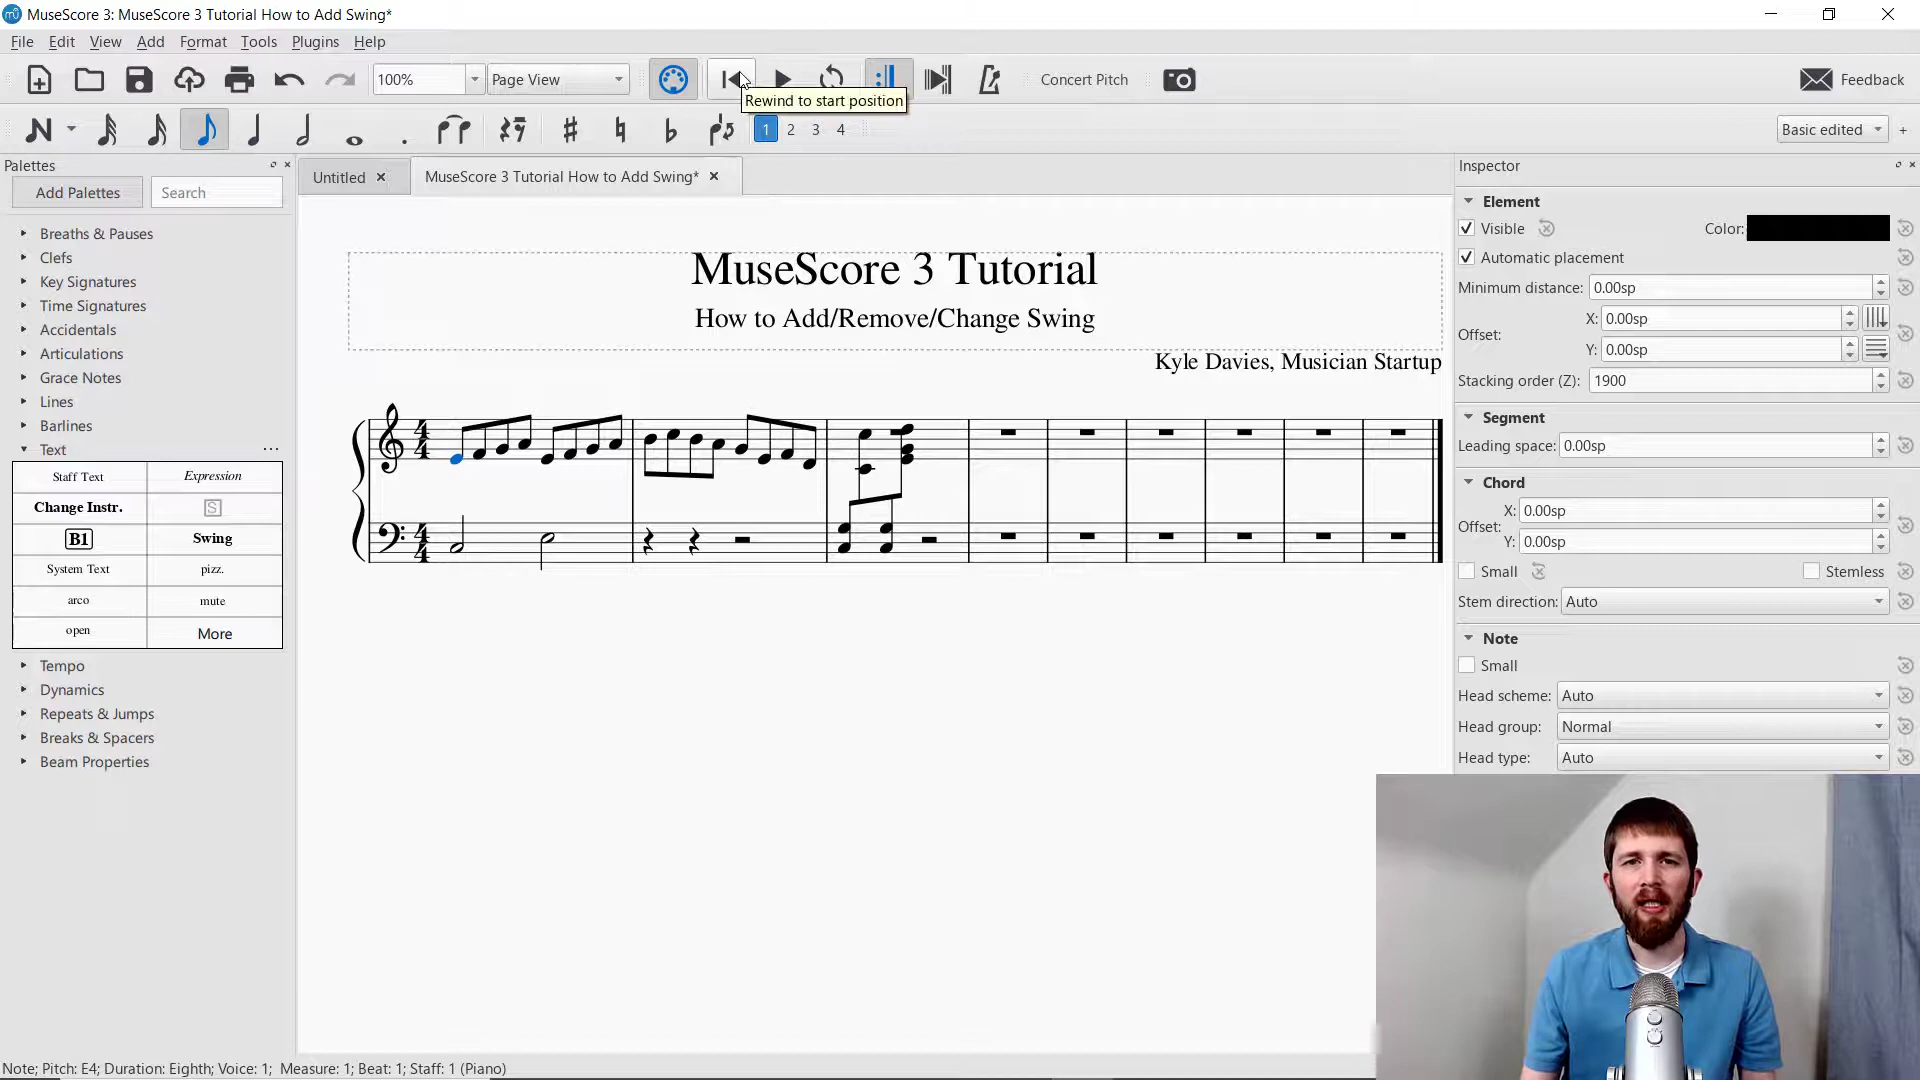 MuseScore 3: MuseScore 3 Tutorial How to Add Swing*
File Edit View Add Format Tools Plugins Help
100% Page View Concert Pitch Feedback
Rewind to start position
1 2 3 4 Basic edited +
Palettes
Add Palettes Search
Breaths & Pauses
Clefs
Key Signatures
Time Signatures
Accidentals
Articulations
Grace Notes
Lines
Barlines
Text ...
Staff Text Expression
Change Instr. S
B1 Swing
System Text pizz.
arco mute
open More
Tempo
Dynamics
Repeats & Jumps
Breaks & Spacers
Beam Properties
Untitled MuseScore 3 Tutorial How to Add Swing*
MuseScore 3 Tutorial
How to Add/Remove/Change Swing
Kyle Davies, Musician Startup
Inspector
Element
Visible Color:
Automatic placement
Minimum distance: 0.00sp
Offset: X: 0.00sp
Y: 0.00sp
Stacking order (Z): 1900
Segment
Leading space: 0.00sp
Chord
Offset: X: 0.00sp
Y: 0.00sp
Small Stemless
Stem direction: Auto
Note
Small
Head scheme: Auto
Head group: Normal
Head type: Auto
Note; Pitch: E4; Duration: Eighth; Voice: 1; Measure: 1; Beat: 1; Staff: 1 (Piano)